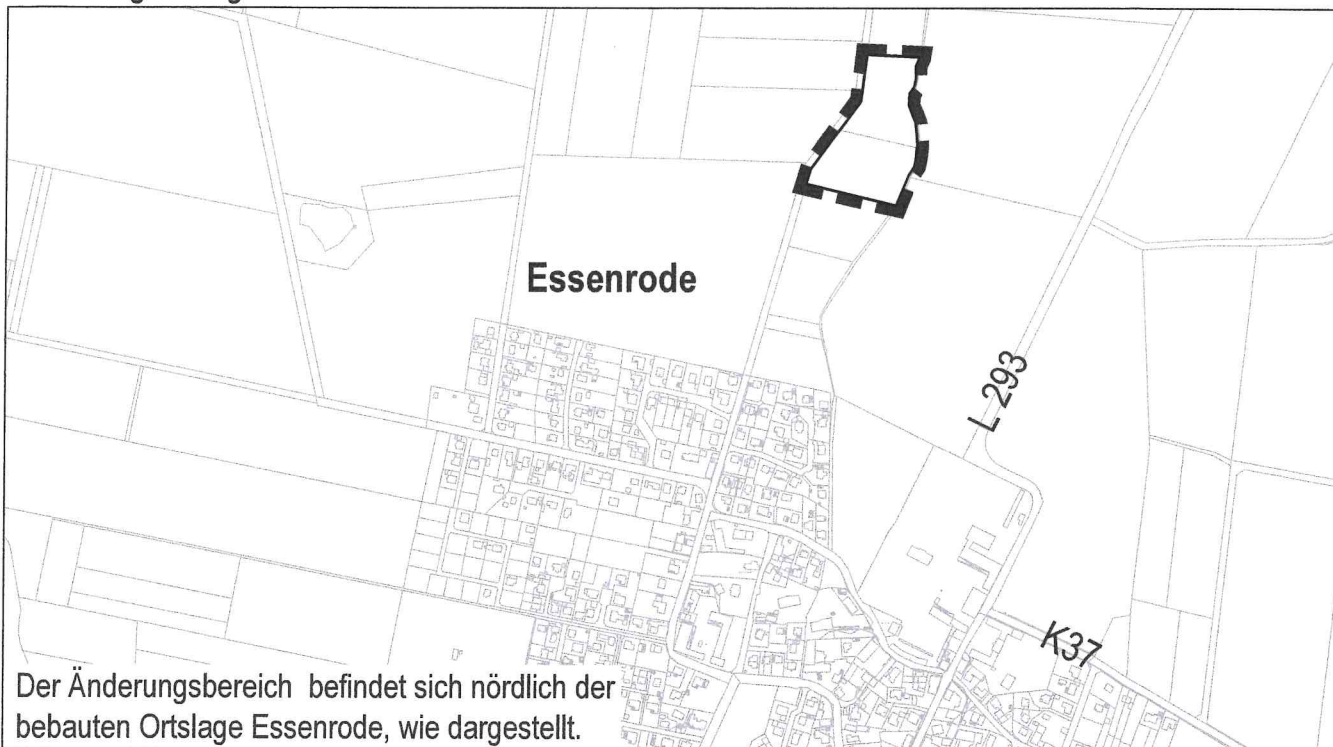 Essenrode
L 293
K37
Der Änderungsbereich befindet sich nördlich der
bebauten Ortslage Essenrode, wie dargestellt.